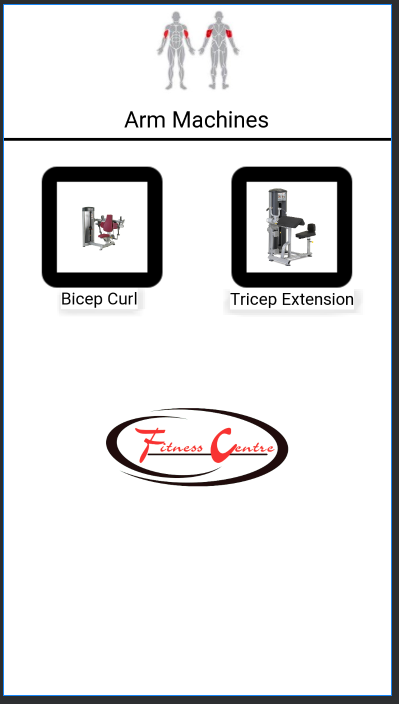 Arm Machines
Bicep Curl
Tricep Extension
Fitness Centre